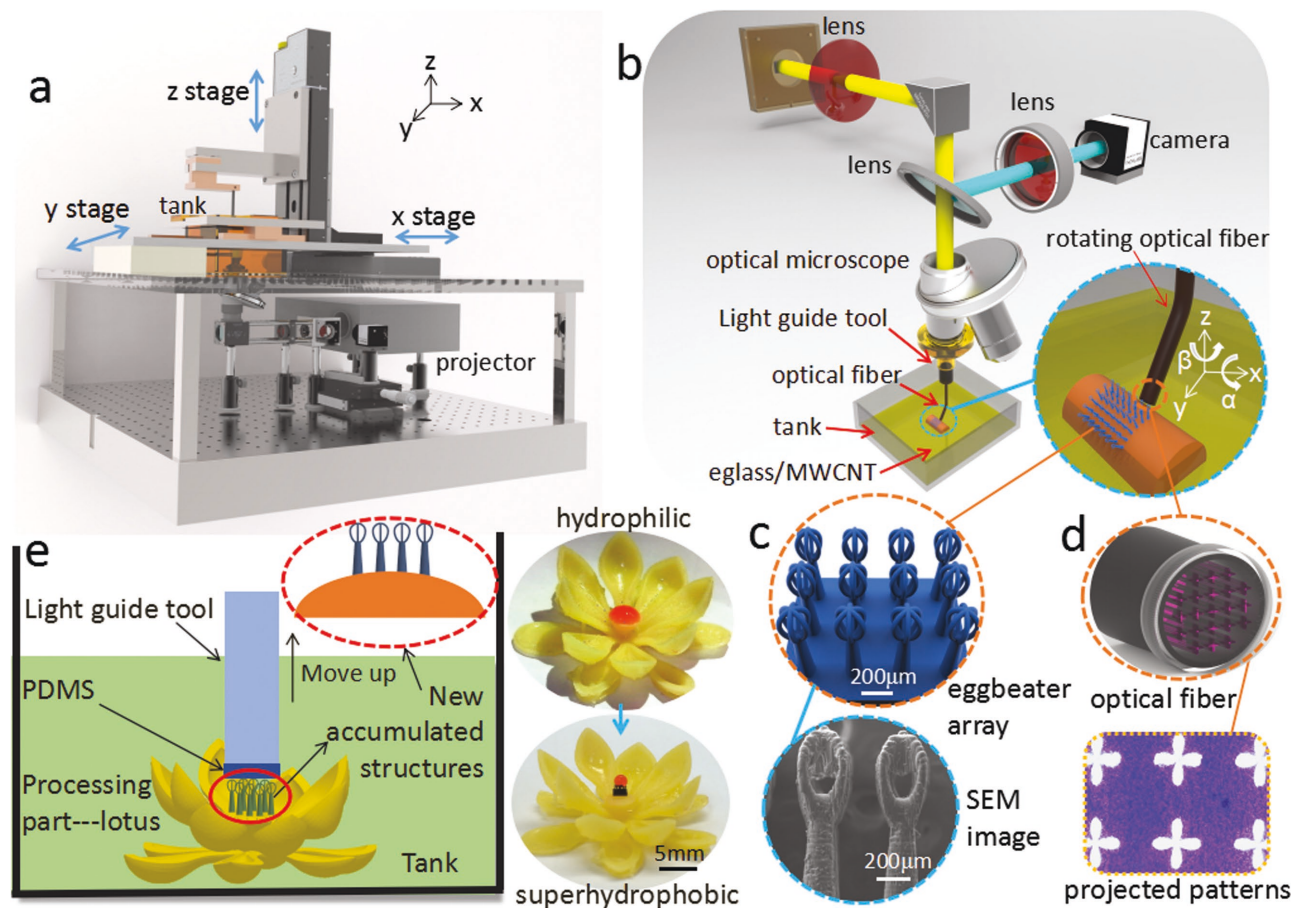 a
z stage
z
x
y
y stage
tank
x stage
projector
b
lens
lens
camera
lens
rotating optical fiber
optical microscope
Light guide tool
optical fiber
tank
eglass/MWCNT
z
β
x
y
α
c
200μm
eggbeater
array
SEM
image
200μm
d
optical fiber
projected patterns
e
Light guide tool
Move up
PDMS
New
accumulated
structures
Processing
part---lotus
Tank
hydrophilic
5mm
superhydrophobic